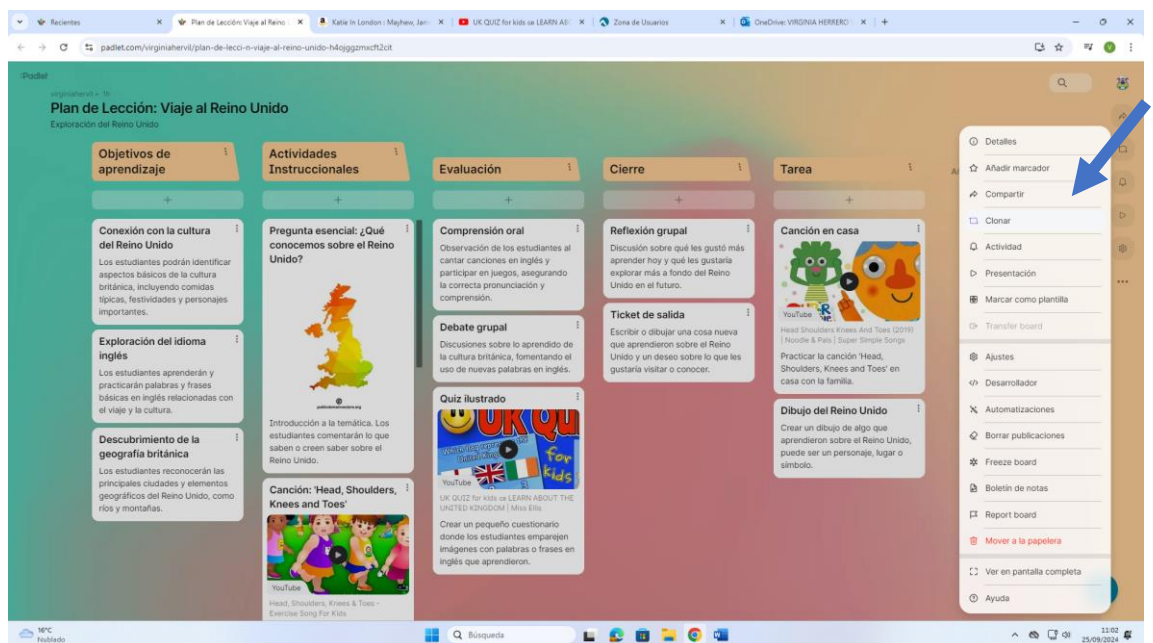 Recientes
Plan de Lección: Viaje al Reino
Katie In London : Mayhew, Jam
UK QUIZ for kids
LEARN AB
Zona de Usuarios
OneDrive: VIRGINIA HERRERO
padlet.com/virginiahervil/plan-de-lecci-n-viaje-al-reino-unido-h4ojggzmxcft2cit
:Padlet
Plan de Lección: Viaje al Reino Unido
Exploración del Reino Unido
Objetivos de
aprendizaje
Conexión con la cultura
del Reino Unido
Los estudiantes podrán identificar
aspectos básicos de la cultura
británica, incluyendo comidas
típicas, festividades y personajes
importantes.
Exploración del idioma
inglés
Los estudiantes aprenderán y
practicarán palabras y frases
básicas en inglés relacionadas con
el viaje y la cultura.
Descubrimiento de la
geografía británica
Los estudiantes reconocerán las
principales ciudades y elementos
geográficos del Reino Unido, como
ríos y montañas.
Actividades
Instruccionales
Pregunta esencial: ¿Qué
conocemos sobre el Reino
Unido?
publicdomainvectors.org
Introducción a la temática. Los
estudiantes comentarán lo que
saben o creen saber sobre el
Reino Unido.
Canción: 'Head, Shoulders,
Knees and Toes'
YouTube
Head, Shoulders, Knees & Toes -
Exercise Song For Kids
Evaluación
Comprensión oral
Observación de los estudiantes al
cantar canciones en inglés y
participar en juegos, asegurando
la correcta pronunciación y
comprensión.
Debate grupal
Discusiones sobre lo aprendido de
la cultura británica, fomentando el
uso de nuevas palabras en inglés.
Quiz ilustrado
UK QU
for
kids
YouTube
UK QUIZ for kids
LEARN ABOUT THE
UNITED KINGDOM | Miss Ellis
Crear un pequeño cuestionario
donde los estudiantes emparejen
imágenes con palabras o frases en
inglés que aprendieron.
Cierre
Reflexión grupal
Discusión sobre qué les gustó más
aprender hoy y qué les gustaría
explorar más a fondo del Reino
Unido en el futuro.
Ticket de salida
Escribir o dibujar una cosa nueva
que aprendieron sobre el Reino
Unido y un deseo sobre lo que les
gustaría visitar o conocer.
Tarea
Canción en casa
YouTube
Head Shoulders Knees And Toes (2019)
| Noodle & Pals | Super Simple Songs
Practicar la canción 'Head,
Shoulders, Knees and Toes' en
casa con la familia.
Dibujo del Reino Unido
Crear un dibujo de algo que
aprendieron sobre el Reino Unido,
puede ser un personaje, lugar o
símbolo.
Detalles
Añadir marcador
Compartir
Clonar
Actividad
Presentación
Marcar como plantilla
Transfer board
Ajustes
Desarrollador
Automatizaciones
Borrar publicaciones
Freeze board
Boletín de notas
Report board
Mover a la papelera
Ver en pantalla completa
Ayuda
16°C
Nublado
Búsqueda
11:02
25/09/2024